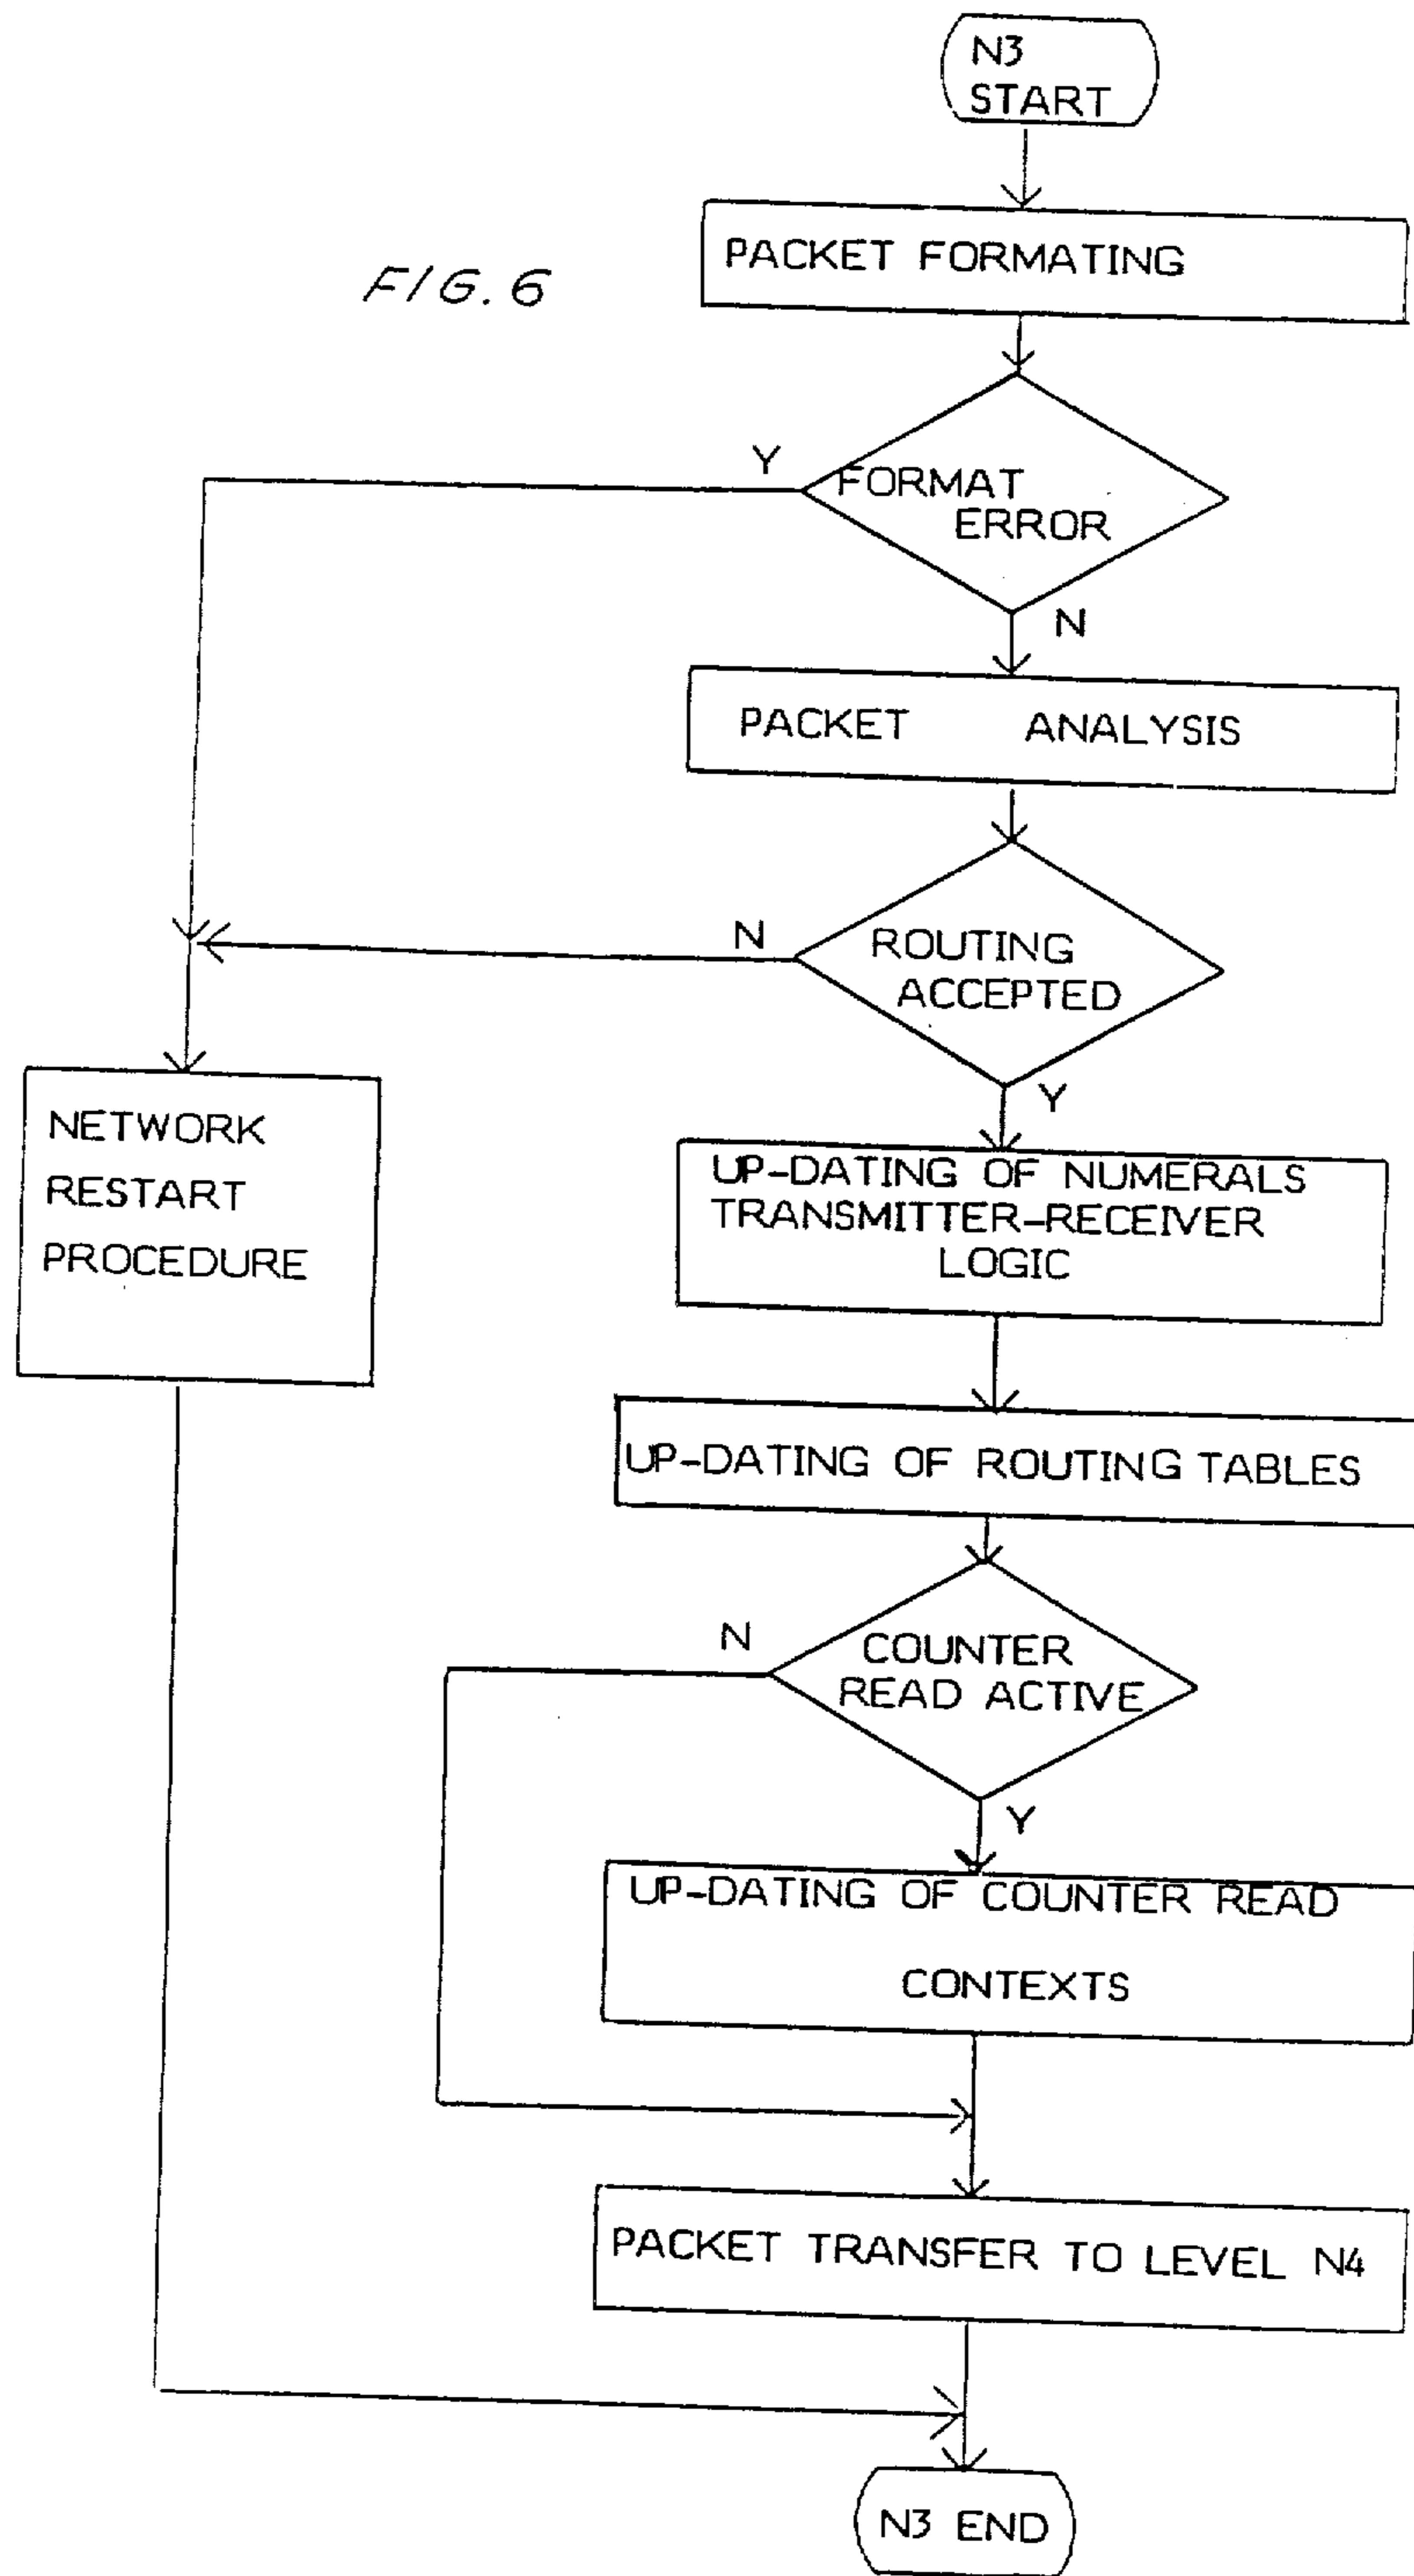 N3
START
PACKET FORMATING
FIG. 6
Y
FORMAT
ERROR
N
PACKET ANALYSIS
N
ROUTING
ACCEPTED
Y
NETWORK
RESTART
PROCEDURE
UP-DATING OF NUMERALS
TRANSMITTER-RECEIVER
LOGIC
UP-DATING OF ROUTING TABLES
N
COUNTER
READ ACTIVE
Y
UP-DATING OF COUNTER READ
CONTEXTS
PACKET TRANSFER TO LEVEL N4
N3 END